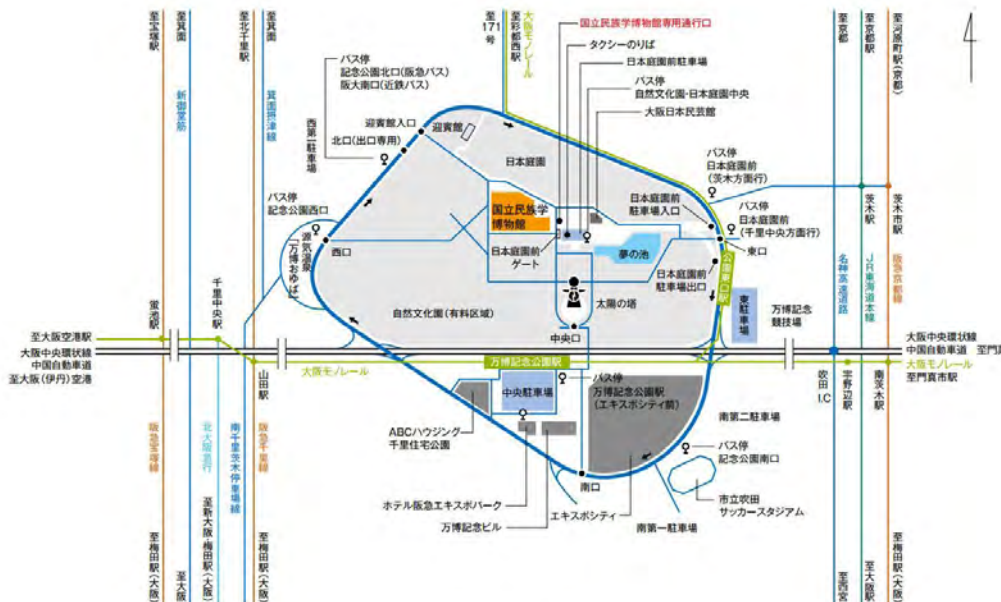 至宝塚駅
至箕面
至北千里駅
至箕面
至171号
至彩都西駅
大阪モノレール
国立民族学博物館専用通行口
タクシーのりば
日本庭園前駐車場
バス停
自然文化園・日本庭園中央
大阪日本民芸館
至京都
至京都駅
至河原町駅(京都)
新御堂筋
箕面摂津線
バス停
記念公園北口(阪急バス)
阪大南口(近鉄バス)
西第一駐車場
迎賓館入口
北口(出口専用)
迎賓館
日本庭園
バス停
日本庭園前
(茨木方面行)
バス停
日本庭園前
(千里中央方面行)
日本庭園前
駐車場入口
東口
バス停
記念公園西口
西口
源気温泉
「万博おゆば」
国立民族学
博物館
日本庭園前
ゲート
夢の池
日本庭園前
駐車場出口
公園東口駅
太陽の塔
自然文化園(有料区域)
中央口
東駐車場
万博記念
競技場
茨木駅
茨木市駅
名神高速道路
JR東海道本線
阪急京都線
蛍池駅
千里中央駅
至大阪空港駅
大阪中央環状線
中国自動車道
至大阪(伊丹)空港
大阪モノレール
万博記念公園駅
大阪中央環状線
中国自動車道 至門真
大阪モノレール
至門真市駅
山田駅
吹田I.C
宇野辺駅
南茨木駅
中央駐車場
バス停
万博記念公園駅
(エキスポシティ前)
ABCハウジング
千里住宅公園
南第二駐車場
バス停
記念公園南口
南口
市立吹田
サッカースタジアム
ホテル阪急エキスポパーク
万博記念ビル
エキスポシティ
南第一駐車場
阪急宝塚線
北大阪急行
南千里茨木停車場線
阪急千里線
至梅田駅(大阪)
至大阪
至新大阪・梅田駅(大阪)
至梅田駅(大阪)
至西宮
至大阪駅
至梅田駅(大阪)